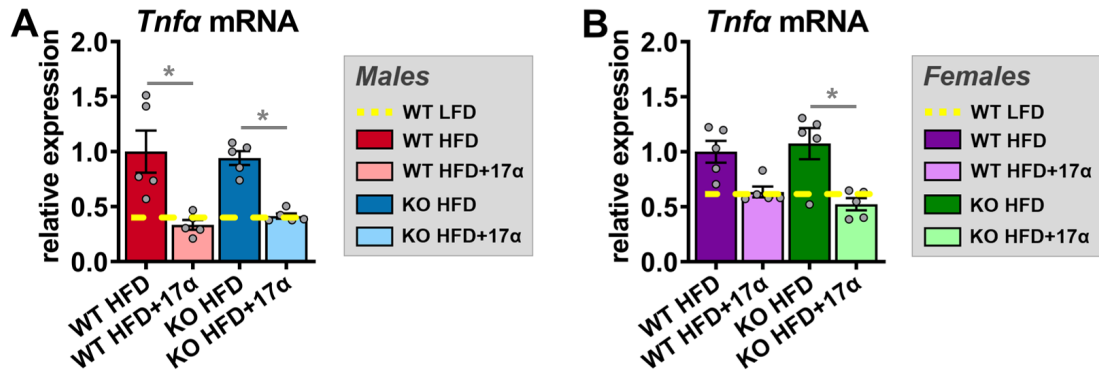 A
Tnfα mRNA
relative expression
2.0
1.5
1.0
0.5
0.0
*
*
WT HFD
WT HFD+17α
KO HFD
KO HFD+17α
Males
WT LFD
WT HFD
WT HFD+17α
KO HFD
KO HFD+17α
B
Tnfα mRNA
relative expression
2.0
1.5
1.0
0.5
0.0
*
WT HFD
WT HFD+17α
KO HFD
KO HFD+17α
Females
WT LFD
WT HFD
WT HFD+17α
KO HFD
KO HFD+17α